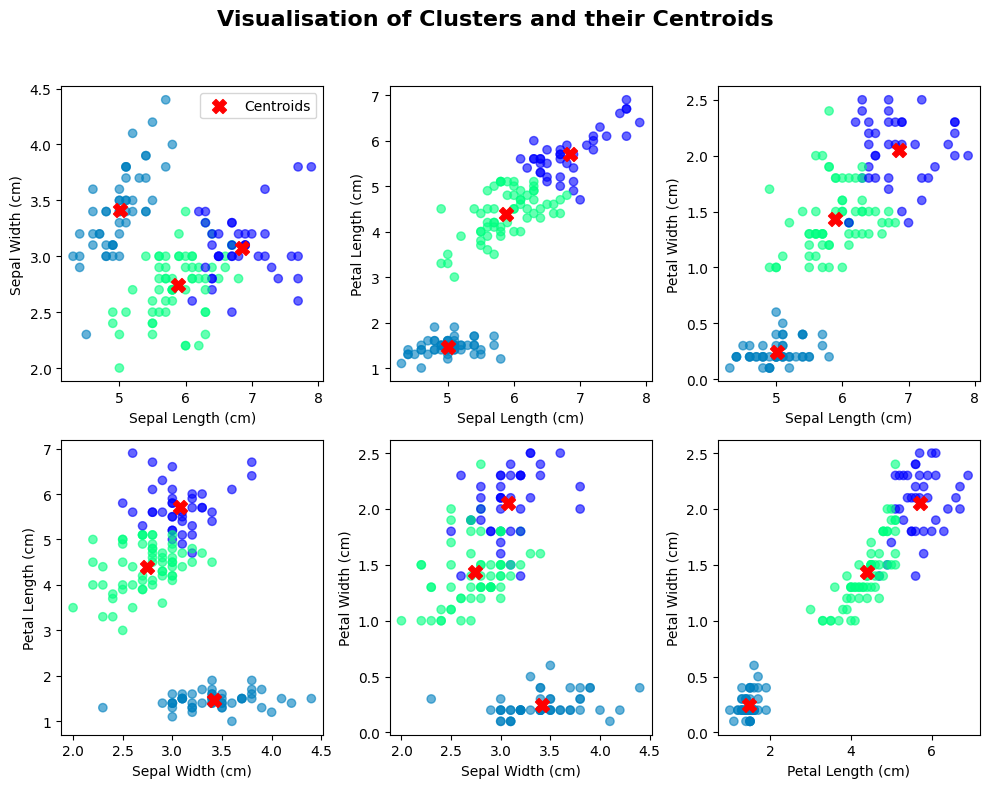 Visualisation of Clusters and their Centroids
4.5
4.0
3.5
3.0
2.5
2.0
Sepal Width (cm)
Centroids
5 6 7 8
Sepal Length (cm)
7
6
5
4
3
2
1
Petal Length (cm)
5 6 7 8
Sepal Length (cm)
2.5
2.0
1.5
1.0
0.5
0.0
Petal Width (cm)
5 6 7 8
Sepal Length (cm)
7
6
5
4
3
2
1
Petal Length (cm)
2.0 2.5 3.0 3.5 4.0 4.5
Sepal Width (cm)
2.5
2.0
1.5
1.0
0.5
0.0
Petal Width (cm)
2.0 2.5 3.0 3.5 4.0 4.5
Sepal Width (cm)
2.5
2.0
1.5
1.0
0.5
0.0
Petal Width (cm)
2 4 6
Petal Length (cm)